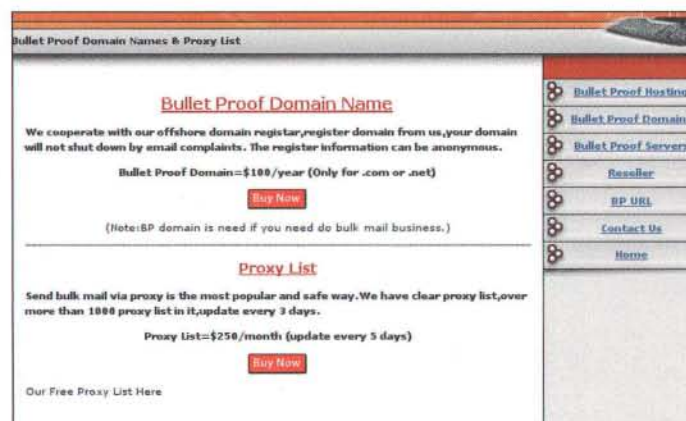 Bullet Proof Domain Names & Proxy List
Bullet Proof Domain Name
We cooperate with our offshore domain registar,register domain from us,your domain
will not shut down by email complaints. The register information can be anonymous.
Bullet Proof Domain=$100/year (Only for .com or .net)
Buy Now
(Note:BP domain is need if you need do bulk mail business.)
Proxy List
Send bulk mail via proxy is the most popular and safe way.We have clear proxy list,over
more than 1000 proxy list in it,update every 3 days.
Proxy List=$250/month (update every 5 days)
Buy Now
Our Free Proxy List Here
Bullet Proof Hosting
Bullet Proof Domain
Bullet Proof Servers
Reseller
BP URL
Contact Us
Home